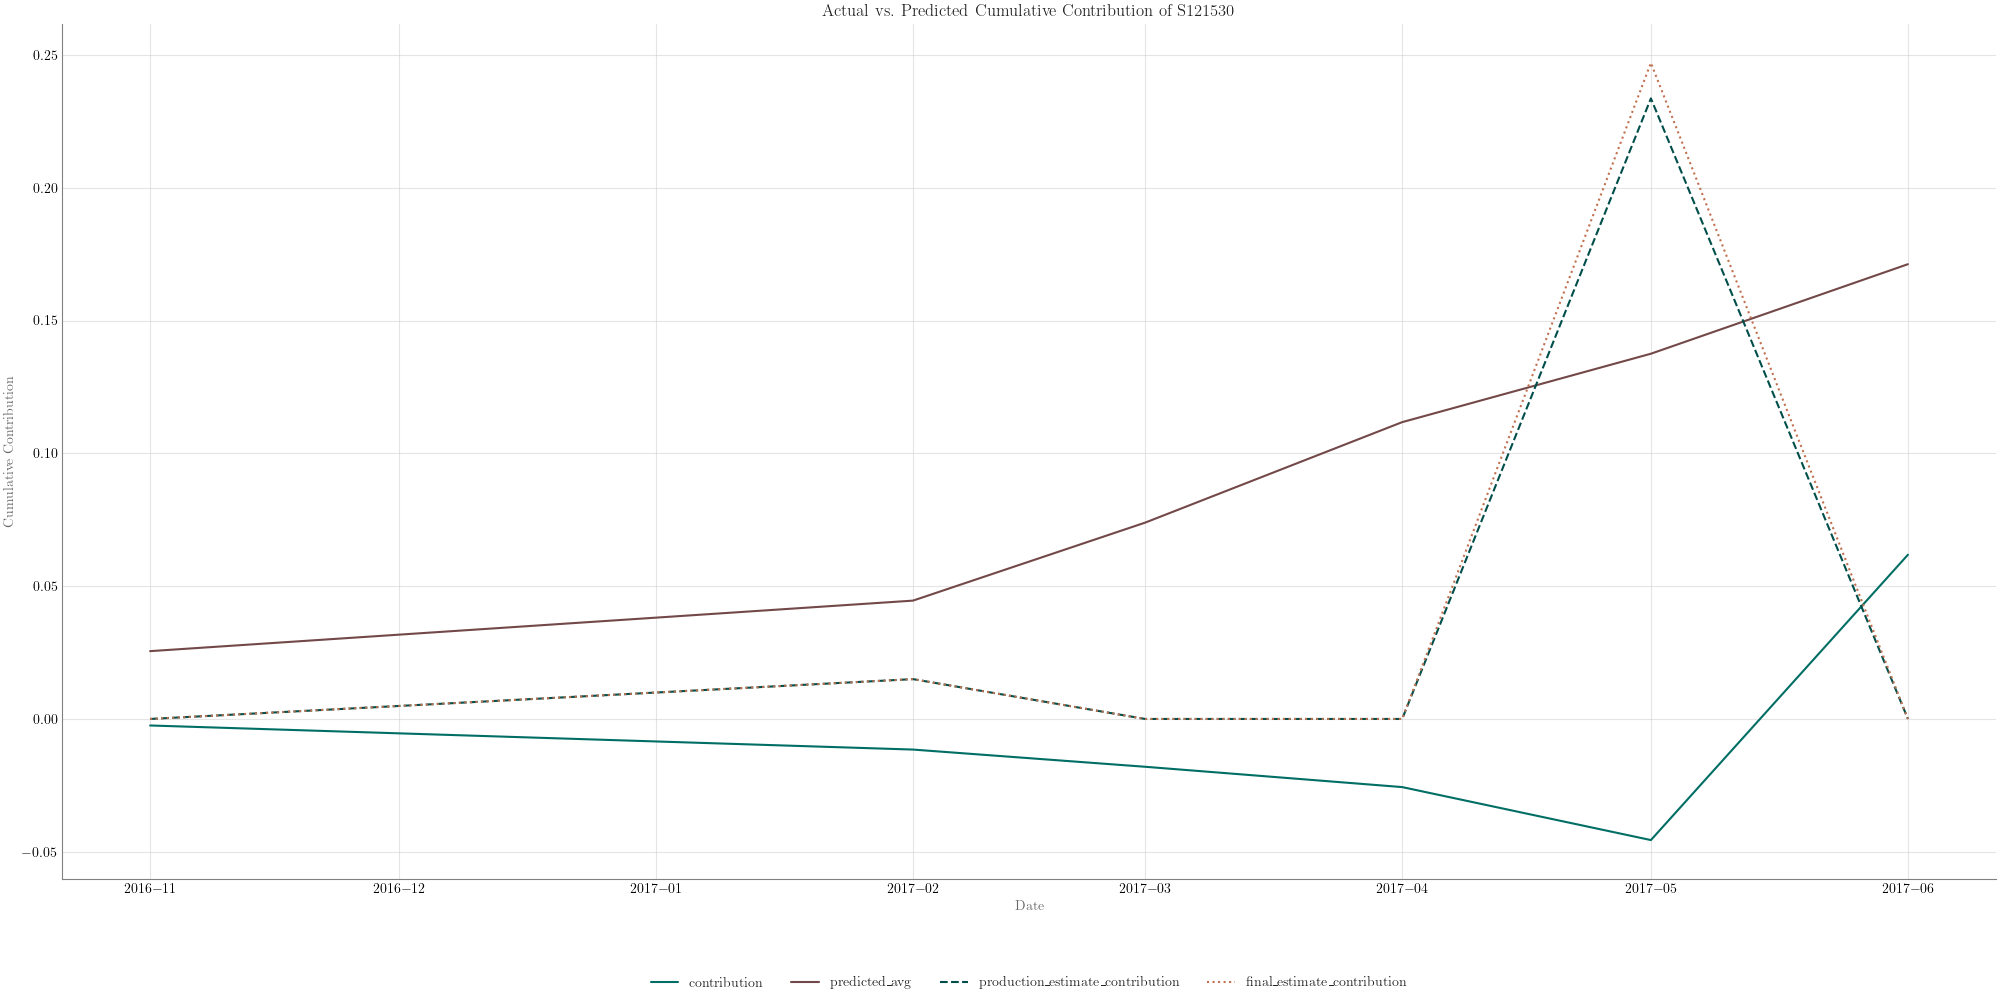 Actual vs. Predicted Cumulative Contribution of S121530
Cumulative Contribution
0.25
0.20
0.15
0.10
0.05
0.00
−0.05
2016−11 2016−12 2017−01 2017−02 2017−03 2017−04 2017−05 2017−06
Date
contribution predicted_avg production_estimate_contribution final_estimate_contribution